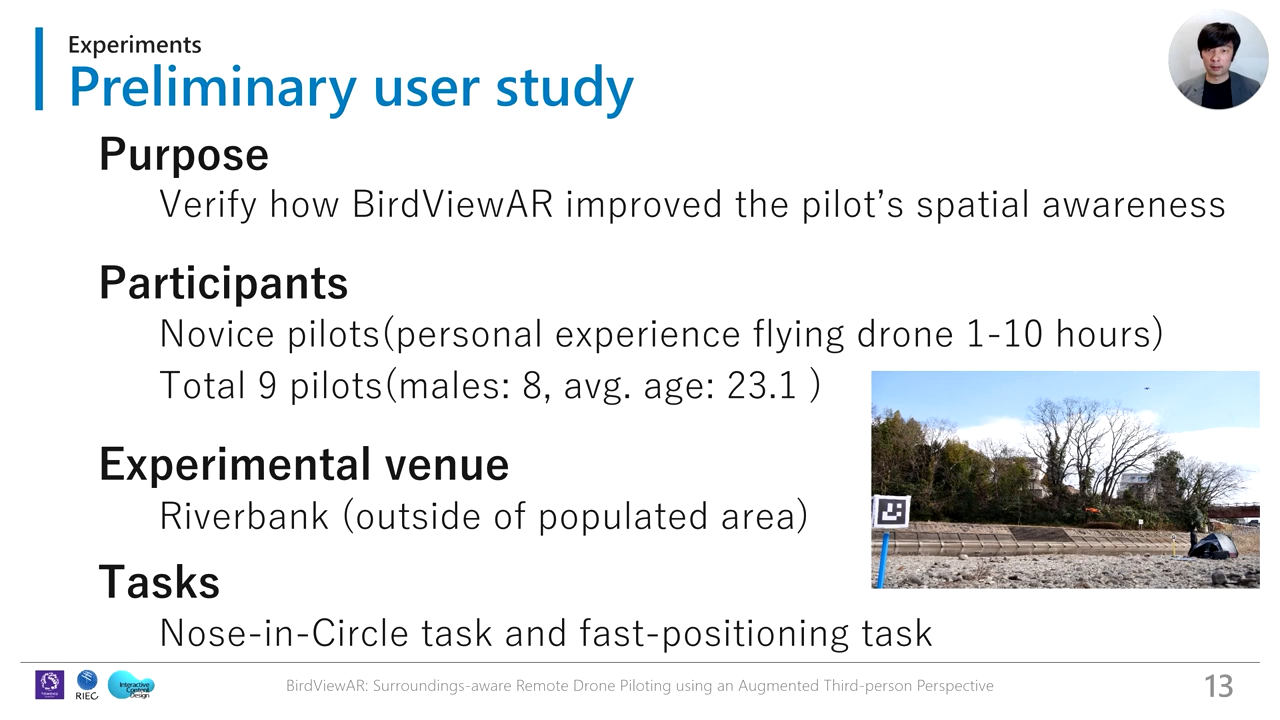 Experiments
Preliminary user study
Purpose
Verify how BirdViewAR improved the pilot’s spatial awareness
Participants
Novice pilots(personal experience flying drone 1-10 hours)
Total 9 pilots(males: 8, avg. age: 23.1 )
Experimental venue
Riverbank (outside of populated area)
Tasks
Nose-in-Circle task and fast-positioning task
RIEC
Interactive
Content
Design
BirdViewAR: Surroundings-aware Remote Drone Piloting using an Augmented Third-person Perspective
13